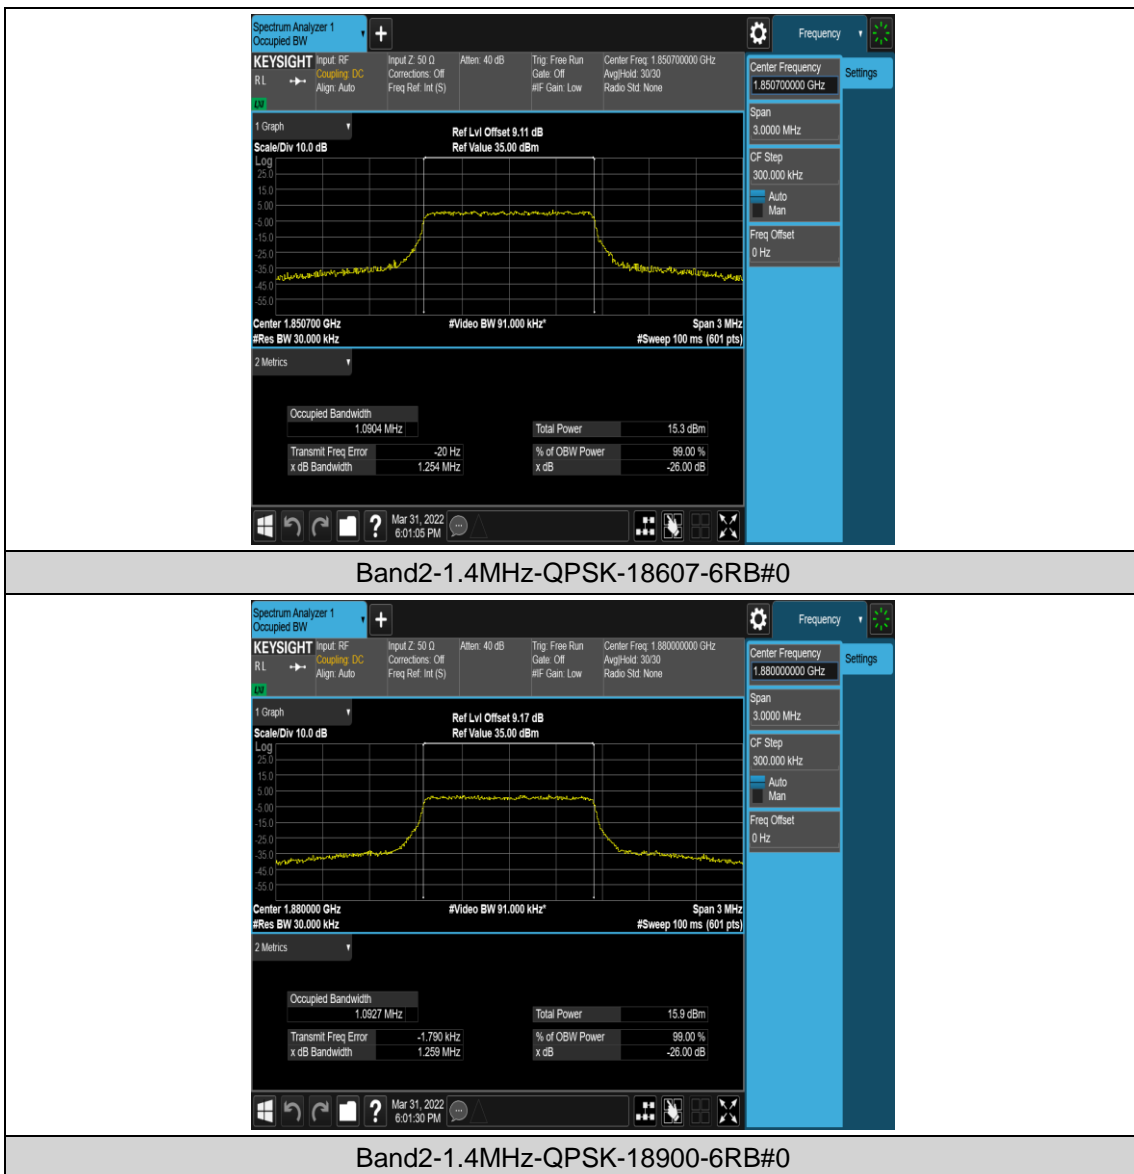 Spectrum Analyzer 1
Occupied BW
+
Frequency
KEYSIGHT
RL
Input: RF
Coupling: DC
Align: Auto
Input Z: 50 Ω
Corrections: Off
Freq Ref: Int (S)
Atten: 40 dB
Trig: Free Run
Gate: Off
#IF Gain: Low
Center Freq: 1.850700000 GHz
Avg|Hold: 30/30
Radio Std: None
Center Frequency
1.850700000 GHz
Settings
Span
3.0000 MHz
CF Step
300.000 kHz
Auto
Man
Freq Offset
0 Hz
1 Graph
Ref Lvl Offset 9.11 dB
Scale/Div 10.0 dB
Ref Value 35.00 dBm
Log
25.0
15.0
5.00
-5.00
-15.0
-25.0
-35.0
-45.0
-55.0
Center 1.850700 GHz
#Video BW 91.000 kHz*
Span 3 MHz
#Res BW 30.000 kHz
#Sweep 100 ms (601 pts)
2 Metrics
Occupied Bandwidth
1.0904 MHz
Total Power 15.3 dBm
Transmit Freq Error -20 Hz
% of OBW Power 99.00 %
x dB Bandwidth 1.254 MHz
x dB -26.00 dB
?
Mar 31, 2022
6:01:05 PM
Band2-1.4MHz-QPSK-18607-6RB#0
Spectrum Analyzer 1
Occupied BW
+
Frequency
KEYSIGHT
RL
Input: RF
Coupling: DC
Align: Auto
Input Z: 50 Ω
Corrections: Off
Freq Ref: Int (S)
Atten: 40 dB
Trig: Free Run
Gate: Off
#IF Gain: Low
Center Freq: 1.880000000 GHz
Avg|Hold: 30/30
Radio Std: None
Center Frequency
1.880000000 GHz
Settings
Span
3.0000 MHz
CF Step
300.000 kHz
Auto
Man
Freq Offset
0 Hz
1 Graph
Ref Lvl Offset 9.17 dB
Scale/Div 10.0 dB
Ref Value 35.00 dBm
Log
25.0
15.0
5.00
-5.00
-15.0
-25.0
-35.0
-45.0
-55.0
Center 1.880000 GHz
#Video BW 91.000 kHz*
Span 3 MHz
#Res BW 30.000 kHz
#Sweep 100 ms (601 pts)
2 Metrics
Occupied Bandwidth
1.0927 MHz
Total Power 15.9 dBm
Transmit Freq Error -1.790 kHz
% of OBW Power 99.00 %
x dB Bandwidth 1.259 MHz
x dB -26.00 dB
?
Mar 31, 2022
6:01:30 PM
Band2-1.4MHz-QPSK-18900-6RB#0